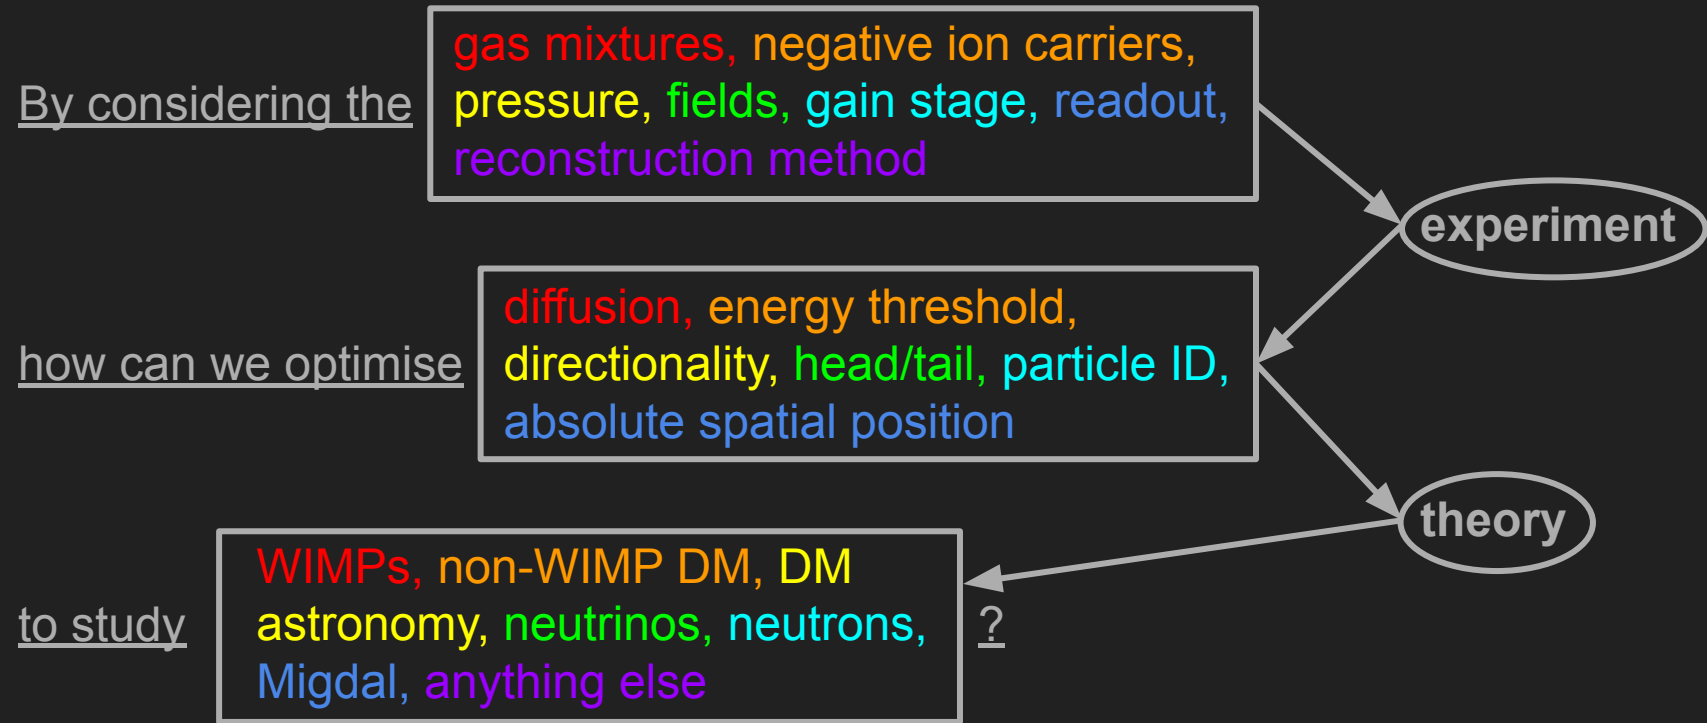 gas mixtures, negative ion carriers,
By considering the pressure, fields, gain stage, readout,
reconstruction method
experiment
diffusion, energy threshold,
how can we optimise directionality, head/tail, particle ID,
absolute spatial position
theory
WIMPs, non-WIMP DM, DM
to study astronomy, neutrinos, neutrons, ?
Migdal, anything else